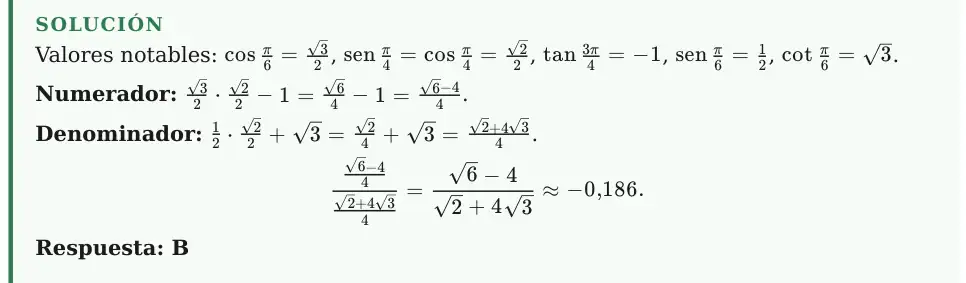 SOLUCIÓN
Valores notables: cos π/6 = √3/2, sen π/4 = cos π/4 = √2/2, tan 3π/4 = −1, sen π/6 = 1/2, cot π/6 = √3.
Numerador: √3/2 · √2/2 − 1 = √6/4 − 1 = (√6−4)/4.
Denominador: 1/2 · √2/2 + √3 = √2/4 + √3 = (√2+4√3)/4.
((√6−4)/4)/((√2+4√3)/4) = (√6 − 4)/(√2 + 4√3) ≈ −0,186.
Respuesta: B